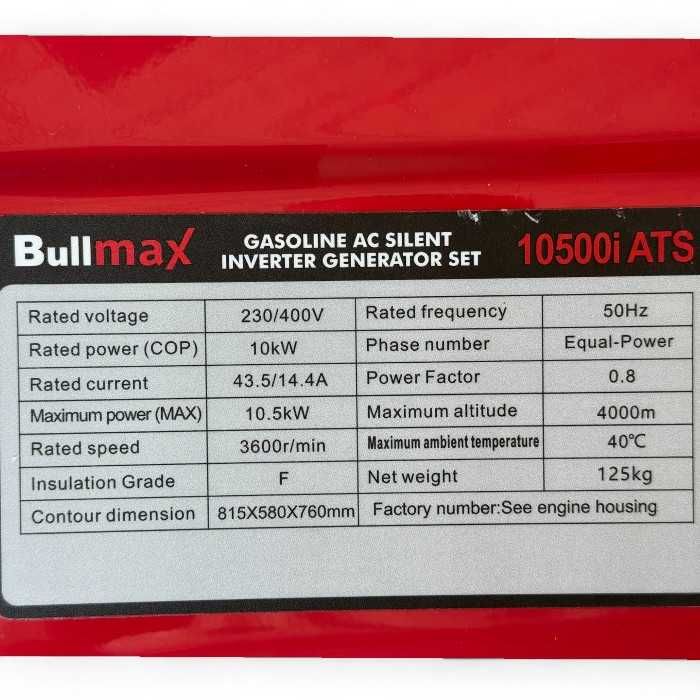 Bullmax GASOLINE AC SILENT INVERTER GENERATOR SET 10500i ATS
Rated voltage 230/400V Rated frequency 50Hz
Rated power (COP) 10kW Phase number Equal-Power
Rated current 43.5/14.4A Power Factor 0.8
Maximum power (MAX) 10.5kW Maximum altitude 4000m
Rated speed 3600r/min Maximum ambient temperature 40℃
Insulation Grade F Net weight 125kg
Contour dimension 815X580X760mm Factory number:See engine housing